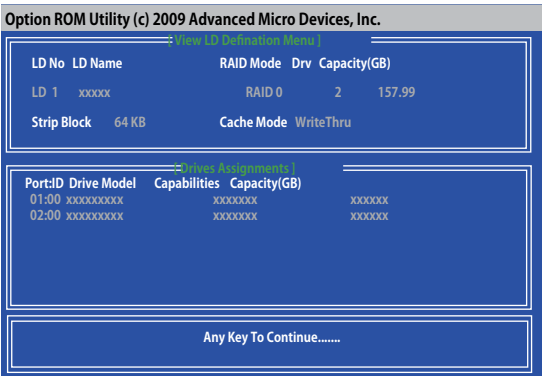 Option ROM Utility (c) 2009 Advanced Micro Devices, Inc.
[ View LD Defination Menu ]
LD No LD Name RAID Mode Drv Capacity(GB)
LD 1 xxxxx RAID 0 2 157.99
Strip Block 64 KB Cache Mode WriteThru
[ Drives Assignments ]
Port:ID Drive Model Capabilities Capacity(GB)
01:00 xxxxxxxxx xxxxxxx xxxxxx
02:00 xxxxxxxxx xxxxxxx xxxxxx
Any Key To Continue.......